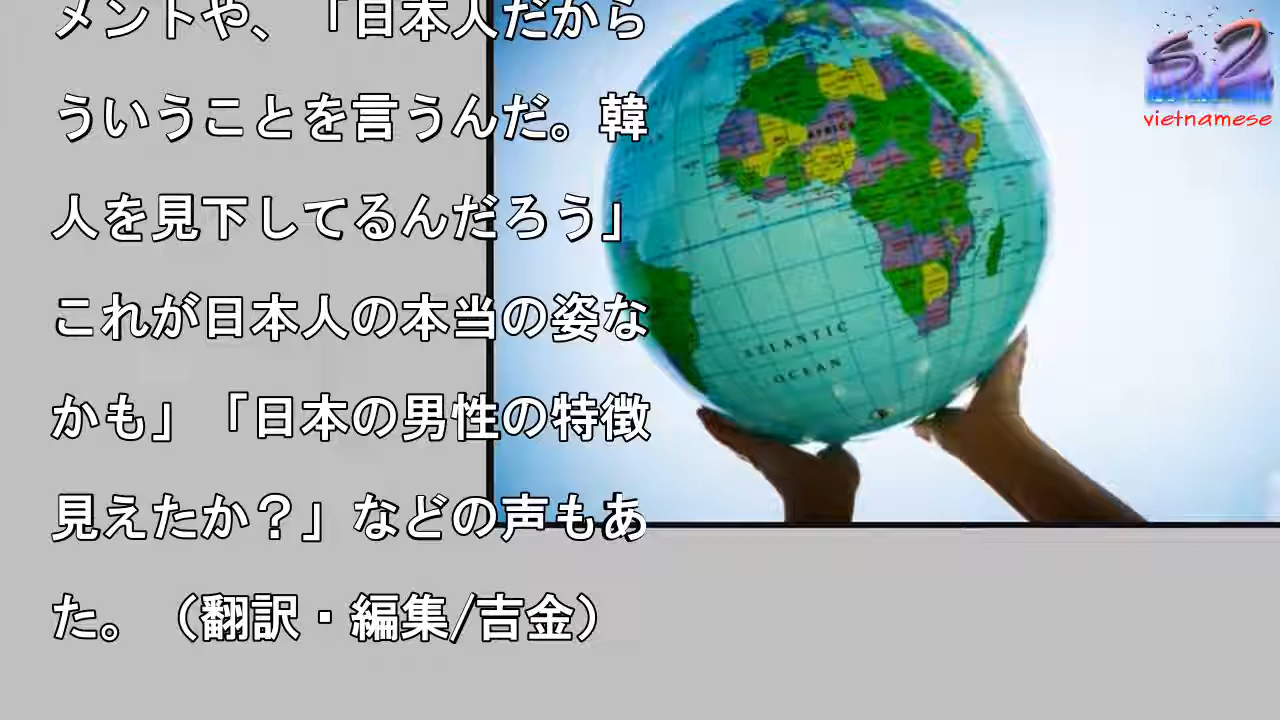 メントや、「日本人だから
ういうことを言うんだ。韓
人を見下してるんだろう」
これが日本人の本当の姿な
かも」「日本の男性の特徴
見えたか？」などの声もあ
た。（翻訳・編集/吉金）
S2
vietnamese
AFRICA
ATLANTIC
OCEAN